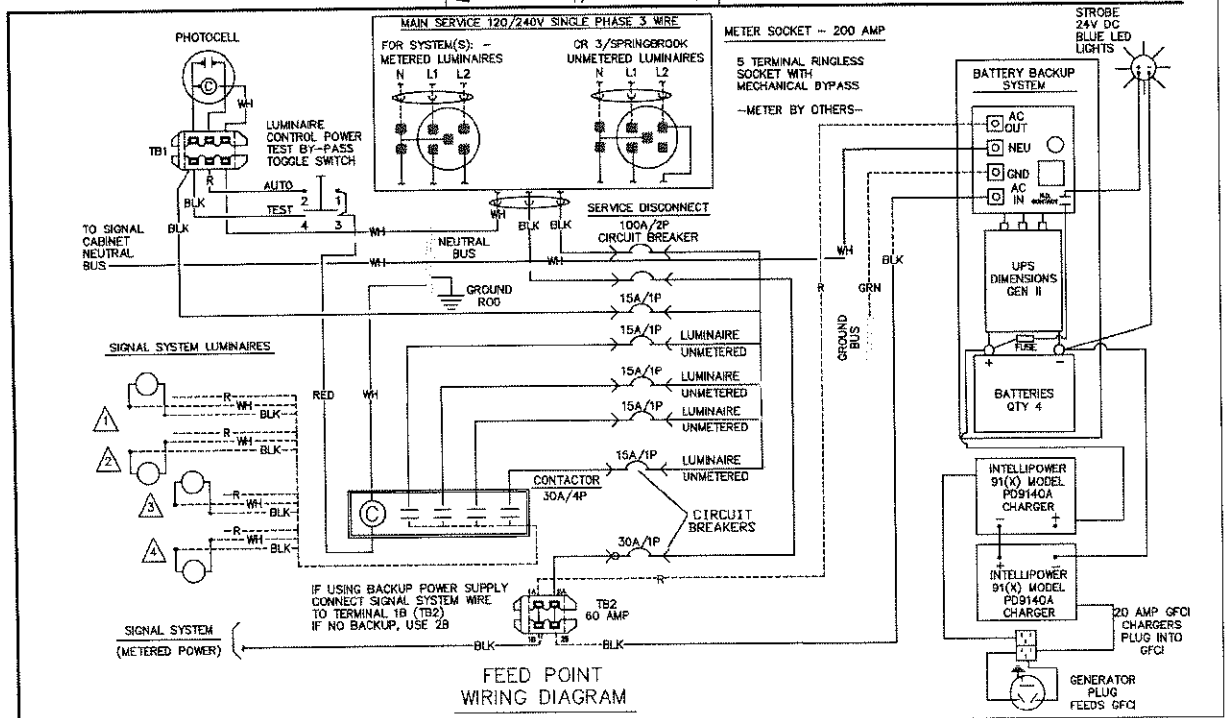 MAIN SERVICE 120/240V SINGLE PHASE 3 WIRE
FOR SYSTEM(S): -
METERED LUMINAIRES
N L1 L2
CR 3/SPRINGBROOK
UNMETERED LUMINAIRES
N L1 L2
METER SOCKET - 200 AMP
5 TERMINAL RINGLESS
SOCKET WITH
MECHANICAL BYPASS
-METER BY OTHERS-
STROBE
24V DC
BLUE LED
LIGHTS
PHOTOCELL
C
WH
TB1
LUMINAIRE
CONTROL POWER
TEST BY-PASS
TOGGLE SWITCH
R
AUTO
2
1
BLK
TEST
4
3
BLK
WH
TO SIGNAL
CABINET
NEUTRAL
BUS
WH
NEUTRAL
BUS
GROUND
ROD
WH
BLK
BLK
SERVICE DISCONNECT
100A/2P
CIRCUIT BREAKER
WH
15A/1P
15A/1P
LUMINAIRE
UNMETERED
15A/1P
LUMINAIRE
UNMETERED
15A/1P
LUMINAIRE
UNMETERED
15A/1P
LUMINAIRE
UNMETERED
CIRCUIT
BREAKERS
30A/1P
R
WH
BLK
R
GRN
GROUND
BUS
BATTERY BACKUP
SYSTEM
AC
OUT
NEU
GND
AC
IN
N.O.
CONTACT
UPS
DIMENSIONS
GEN II
FUSE
+
-
BATTERIES
QTY 4
INTELLIPOWER
91(X) MODEL
PD9140A
CHARGER
-
+
+
-
INTELLIPOWER
91(X) MODEL
PD9140A
CHARGER
20 AMP GFCI
CHARGERS
PLUG INTO
GFCI
GENERATOR
PLUG
FEEDS GFCI
SIGNAL SYSTEM LUMINAIRES
1
R
WH
BLK
2
R
WH
BLK
3
R
WH
BLK
4
R
WH
BLK
RED
WH
CONTACTOR
30A/4P
C
IF USING BACKUP POWER SUPPLY
CONNECT SIGNAL SYSTEM WIRE
TO TERMINAL 1B (TB2)
IF NO BACKUP, USE 2B
1A
2A
TB2
60 AMP
1B
2B
SIGNAL SYSTEM
(METERED POWER)
BLK
BLK
FEED POINT
WIRING DIAGRAM